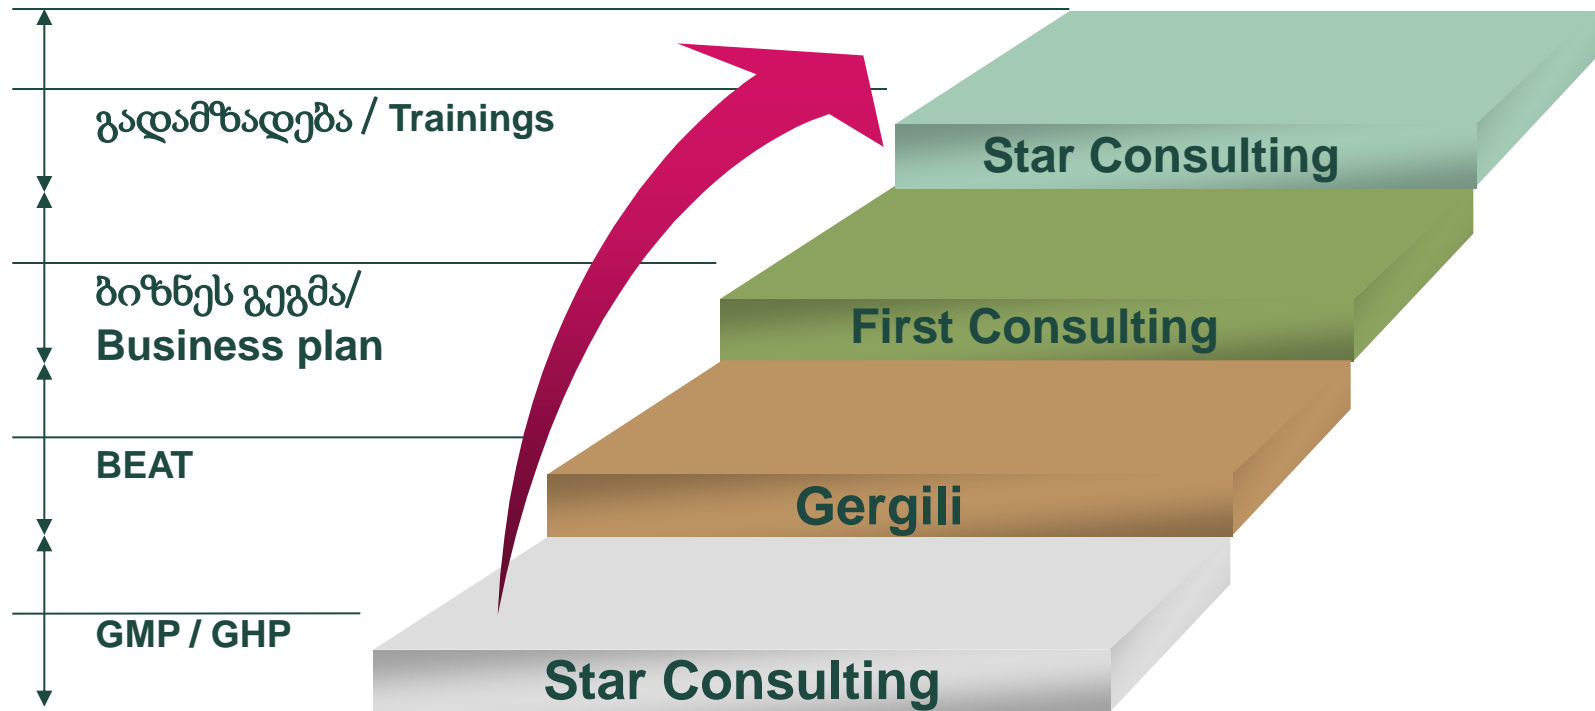 გადამზადება / Trainings
Star Consulting
ბიზნეს გეგმა/
Business plan
First Consulting
BEAT
Gergili
GMP / GHP
Star Consulting